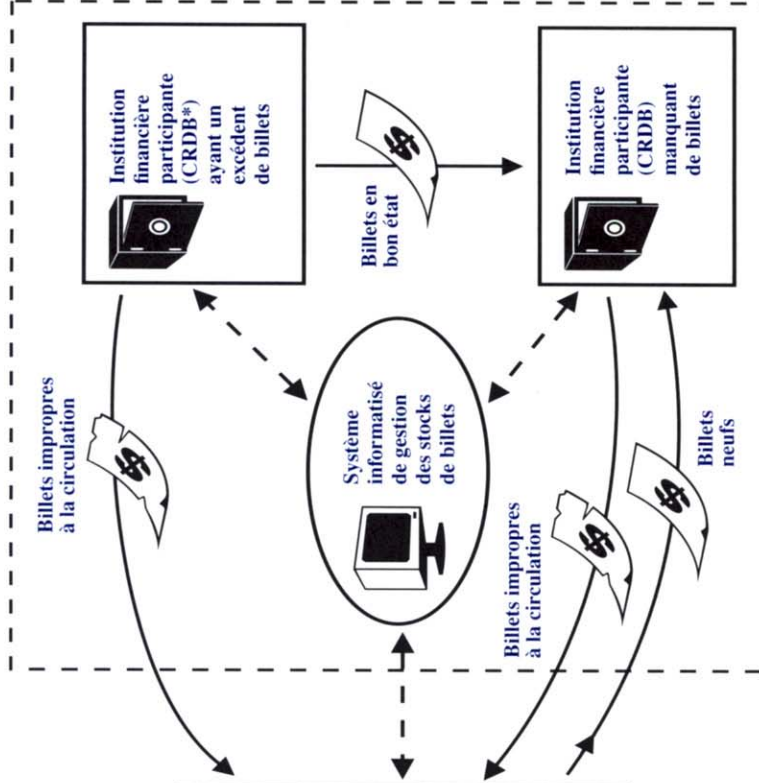 Billets impropres
à la circulation
Institution
financière
participante
(CRDB*)
ayant un
excédent
de billets
Système
informatisé
de gestion
des stocks
de billets
Billets en
bon état
Billets impropres
à la circulation
Billets
neufs
Institution
financière
participante
(CRDB)
manquant
de billets
$
$
$
$